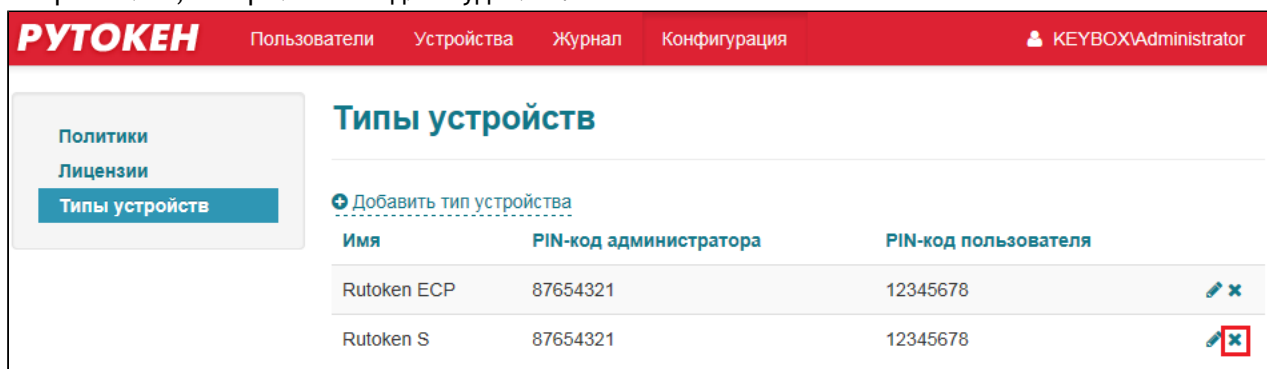 РУТОКЕН Пользователи Устройства Журнал Конфигурация KEYBOX\Administrator
Политики
Лицензии
Типы устройств
Типы устройств
Добавить тип устройства
Имя PIN-код администратора PIN-код пользователя
Rutoken ECP 87654321 12345678
Rutoken S 87654321 12345678